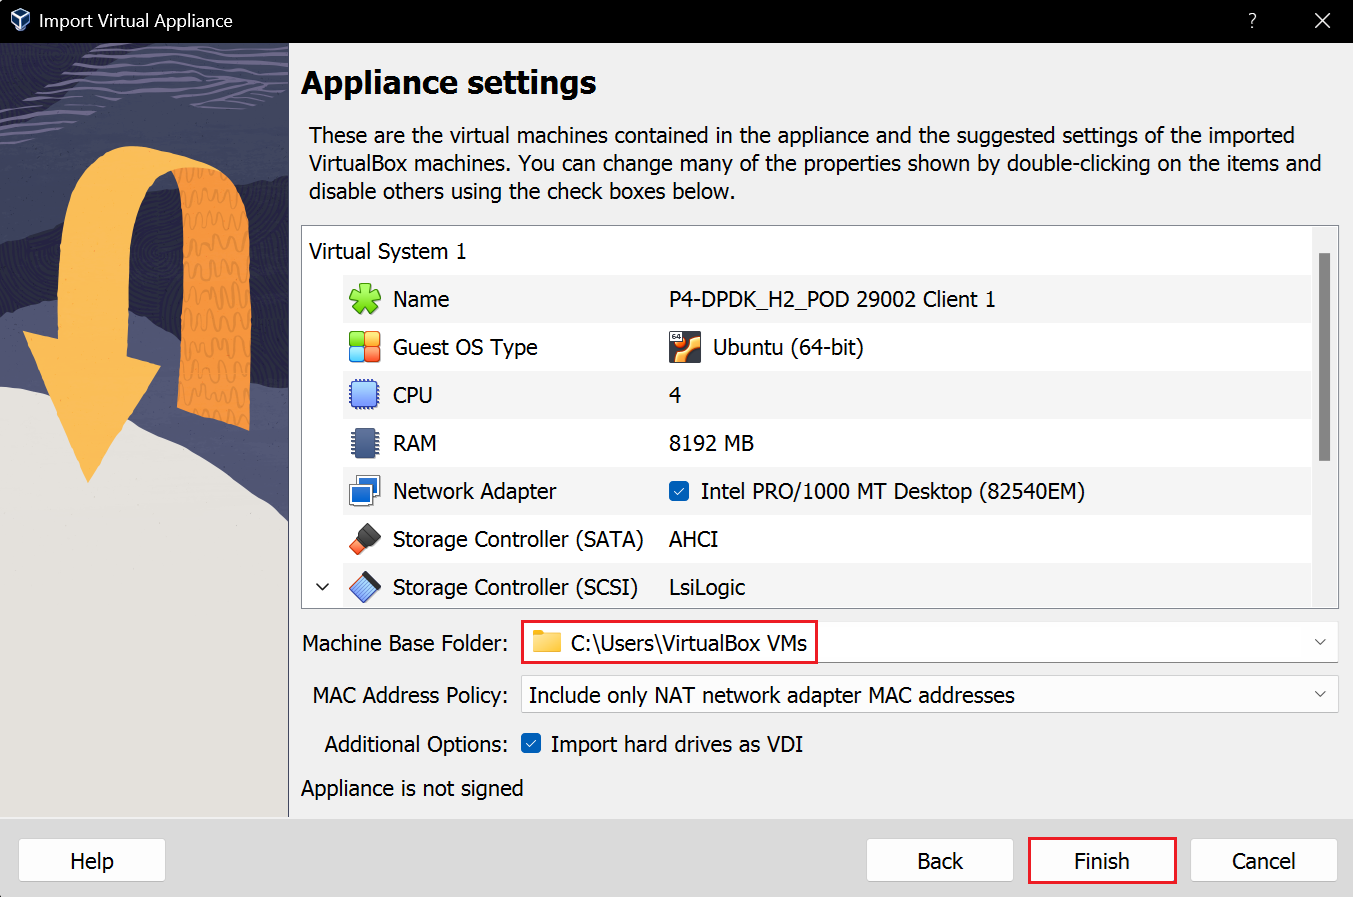 Import Virtual Appliance
?
Appliance settings
These are the virtual machines contained in the appliance and the suggested settings of the imported
VirtualBox machines. You can change many of the properties shown by double-clicking on the items and
disable others using the check boxes below.
Virtual System 1
Name P4-DPDK_H2_POD 29002 Client 1
Guest OS Type 64 Ubuntu (64-bit)
CPU 4
RAM 8192 MB
Network Adapter Intel PRO/1000 MT Desktop (82540EM)
Storage Controller (SATA) AHCI
Storage Controller (SCSI) LsiLogic
Machine Base Folder: C:\Users\VirtualBox VMs
MAC Address Policy: Include only NAT network adapter MAC addresses
Additional Options: Import hard drives as VDI
Appliance is not signed
Help Back Finish Cancel